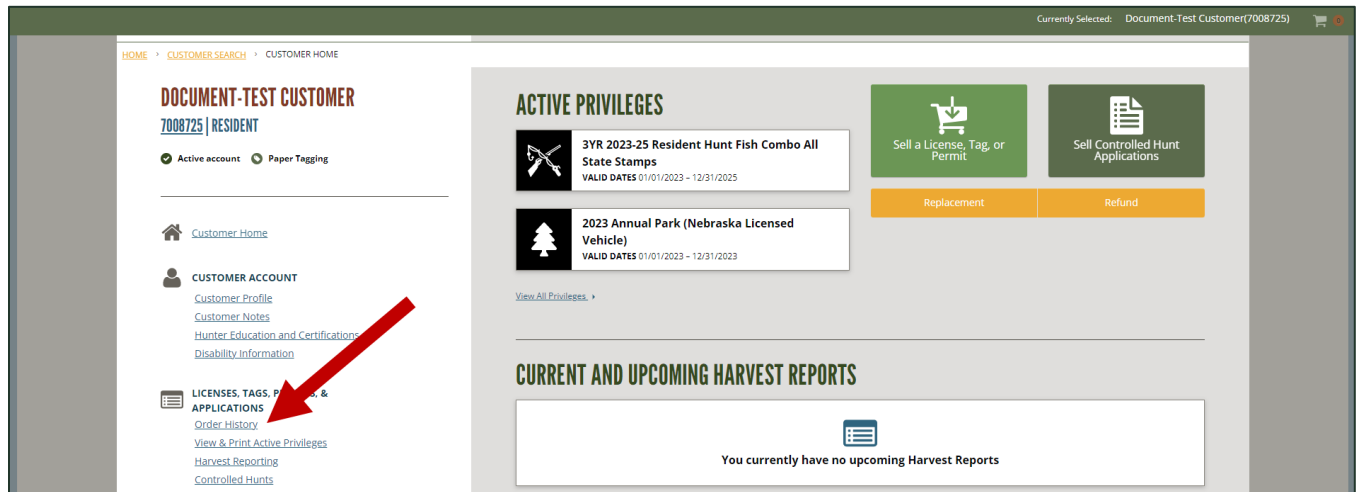 Currently Selected: Document-Test Customer(7008725) 0
HOME > CUSTOMER SEARCH > CUSTOMER HOME
DOCUMENT-TEST CUSTOMER
7008725 | RESIDENT
Active account Paper Tagging
Customer Home
CUSTOMER ACCOUNT
Customer Profile
Customer Notes
Hunter Education and Certifications
Disability Information
LICENSES, TAGS, &
APPLICATIONS
Order History
View & Print Active Privileges
Harvest Reporting
Controlled Hunts
ACTIVE PRIVILEGES
3YR 2023-25 Resident Hunt Fish Combo All
State Stamps
VALID DATES 01/01/2023 – 12/31/2025
2023 Annual Park (Nebraska Licensed
Vehicle)
VALID DATES 01/01/2023 – 12/31/2023
View All Privileges
Sell a License, Tag, or
Permit
Sell Controlled Hunt
Applications
Replacement
Refund
CURRENT AND UPCOMING HARVEST REPORTS
You currently have no upcoming Harvest Reports